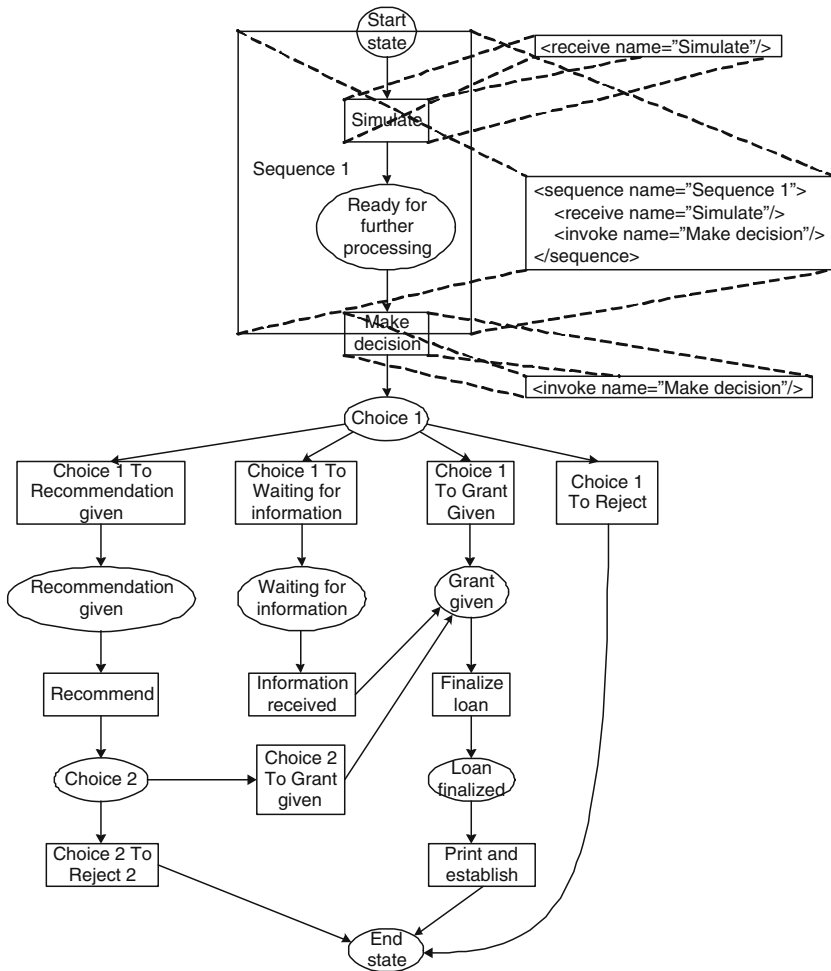 Start
state
<receive name=”Simulate”/>
Simulate
Sequence 1
<sequence name=”Sequence 1”>
<receive name=”Simulate”/>
<invoke name=”Make decision”/>
</sequence>
Ready for
further
processing
Make
decision
<invoke name=”Make decision”/>
Choice 1
Choice 1 To
Recommendation
given
Choice 1 To
Waiting for
information
Choice 1
To Grant
Given
Choice 1
To Reject
Recommendation
given
Waiting for
information
Grant
given
Recommend
Information
received
Finalize
loan
Choice 2
Choice 2
To Grant
given
Loan
finalized
Choice 2 To
Reject 2
Print and
establish
End
state